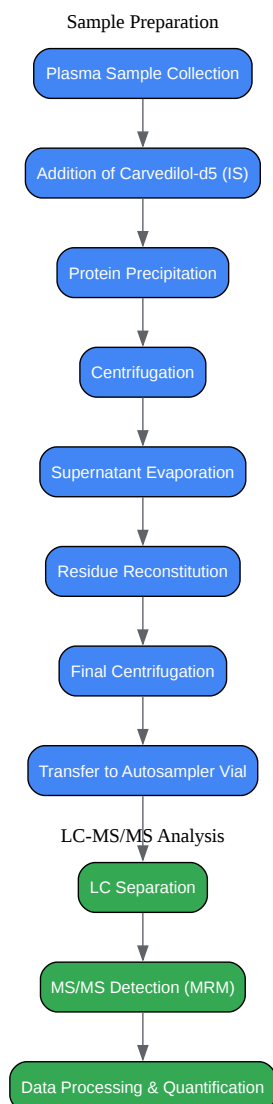 Sample Preparation
Plasma Sample Collection
Addition of Carvedilol-d5 (IS)
Protein Precipitation
Centrifugation
Supernatant Evaporation
Residue Reconstitution
Final Centrifugation
Transfer to Autosampler Vial
LC-MS/MS Analysis
LC Separation
MS/MS Detection (MRM)
Data Processing & Quantification